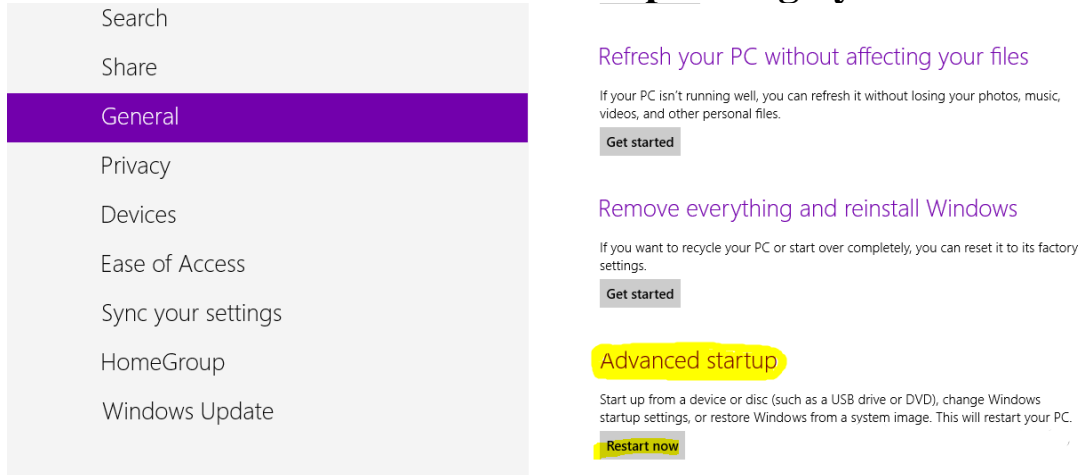 Search
Share
General
Privacy
Devices
Ease of Access
Sync your settings
HomeGroup
Windows Update
Refresh your PC without affecting your files
If your PC isn't running well, you can refresh it without losing your photos, music,
videos, and other personal files.
Get started
Remove everything and reinstall Windows
If you want to recycle your PC or start over completely, you can reset it to its factory
settings.
Get started
Advanced startup
Start up from a device or disc (such as a USB drive or DVD), change Windows
startup settings, or restore Windows from a system image. This will restart your PC.
Restart now